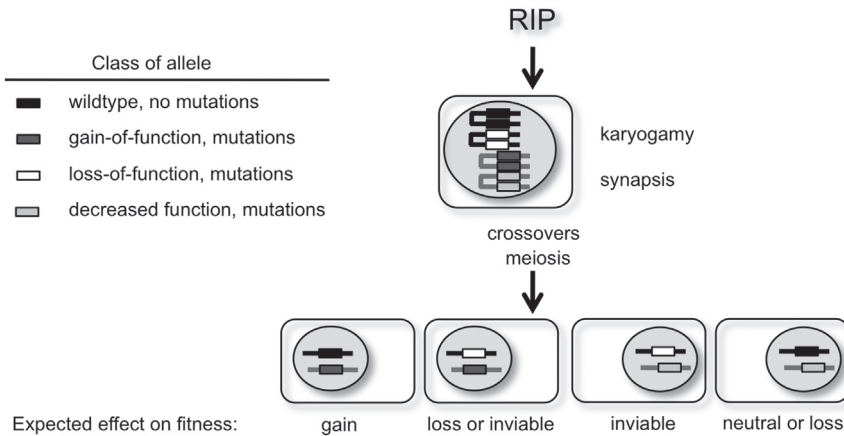 RIP
Class of allele
wildtype, no mutations
gain-of-function, mutations
loss-of-function, mutations
decreased function, mutations
karyogamy
synapsis
crossovers
meiosis
Expected effect on fitness: gain loss or inviable inviable neutral or loss